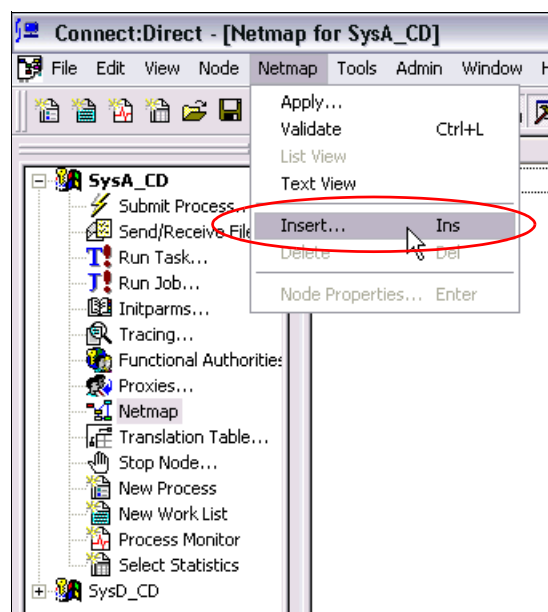 Connect:Direct - [Netmap for SysA_CD]
File Edit View Node Netmap Tools Admin Window H
Apply...
Validate Ctrl+L
List View
Text View
Insert... Ins
Delete Del
Node Properties... Enter
SysA_CD
Submit Process...
Send/Receive File
Run Task...
Run Job...
Initparms...
Tracing...
Functional Authorities
Proxies...
Netmap
Translation Table...
Stop Node...
New Process
New Work List
Process Monitor
Select Statistics
SysD_CD